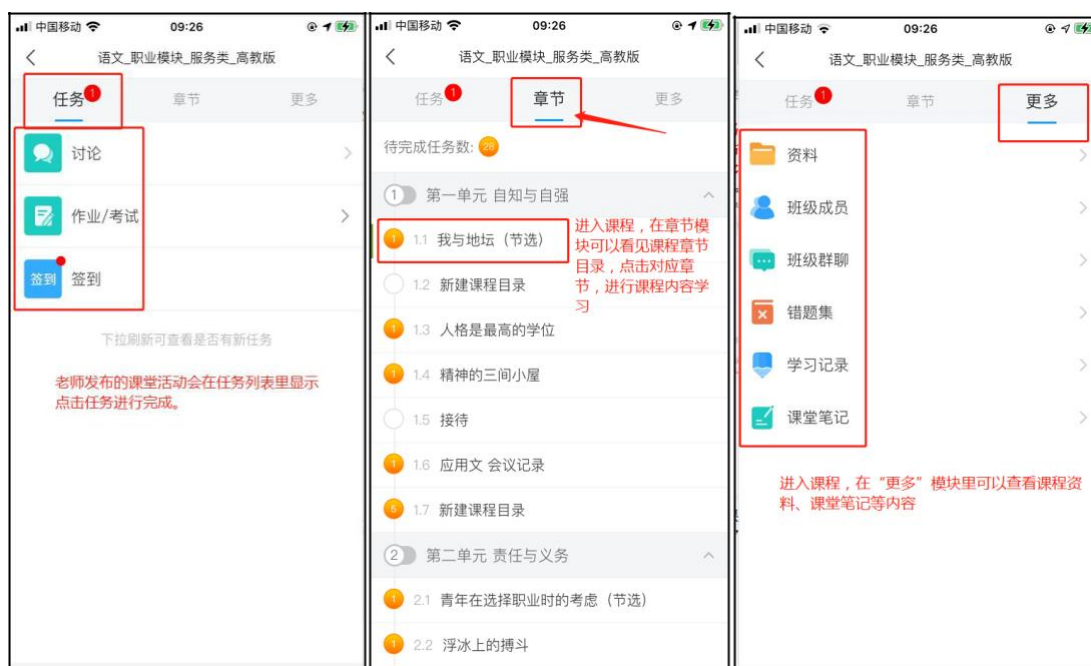 中国移动
09:26
语文_职业模块_服务类_高教版
任务
1
章节
更多
讨论
作业/考试
签到
签到
下拉刷新可查看是否有新任务
老师发布的课堂活动会在任务列表里显示
点击任务进行完成。
中国移动
09:26
语文_职业模块_服务类_高教版
任务
1
章节
更多
待完成任务数: 28
1 第一单元 自知与自强
1 1.1 我与地坛（节选）
1.2 新建课程目录
1 1.3 人格是最高的学位
1 1.4 精神的三间小屋
1.5 接待
1 1.6 应用文 会议记录
5 1.7 新建课程目录
2 第二单元 责任与义务
1 2.1 青年在选择职业时的考虑（节选）
1 2.2 浮冰上的搏斗
进入课程，在章节模
块可以看见课程章节
目录，点击对应章
节，进行课程内容学
习
中国移动
09:26
语文_职业模块_服务类_高教版
任务
1
章节
更多
资料
班级成员
班级群聊
错题集
学习记录
课堂笔记
进入课程，在“更多”模块里可以查看课程资
料、课堂笔记等内容